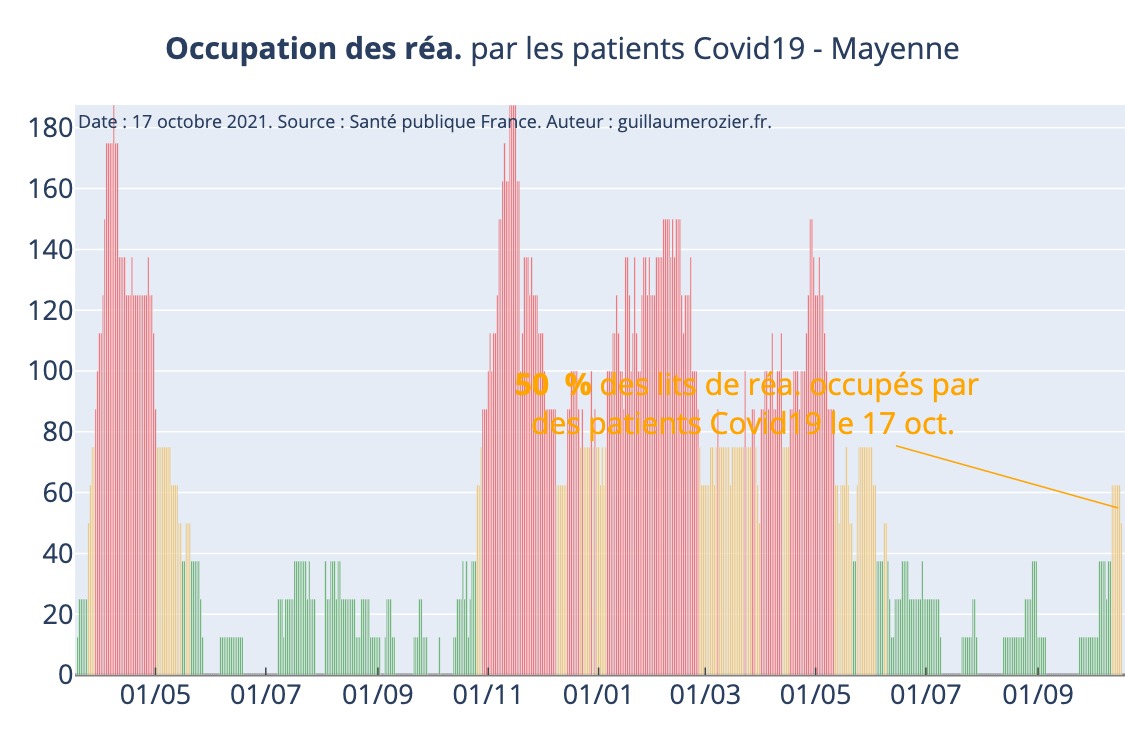 Occupation des réa. par les patients Covid19 - Mayenne
180
Date : 17 octobre 2021. Source : Santé publique France. Auteur : guillaumerozier.fr.
160
140
120
100
50 % des lits de réa. occupés par
des patients Covid19 le 17 oct.
80
60
40
20
0
01/05 01/07 01/09 01/11 01/01 01/03 01/05 01/07 01/09